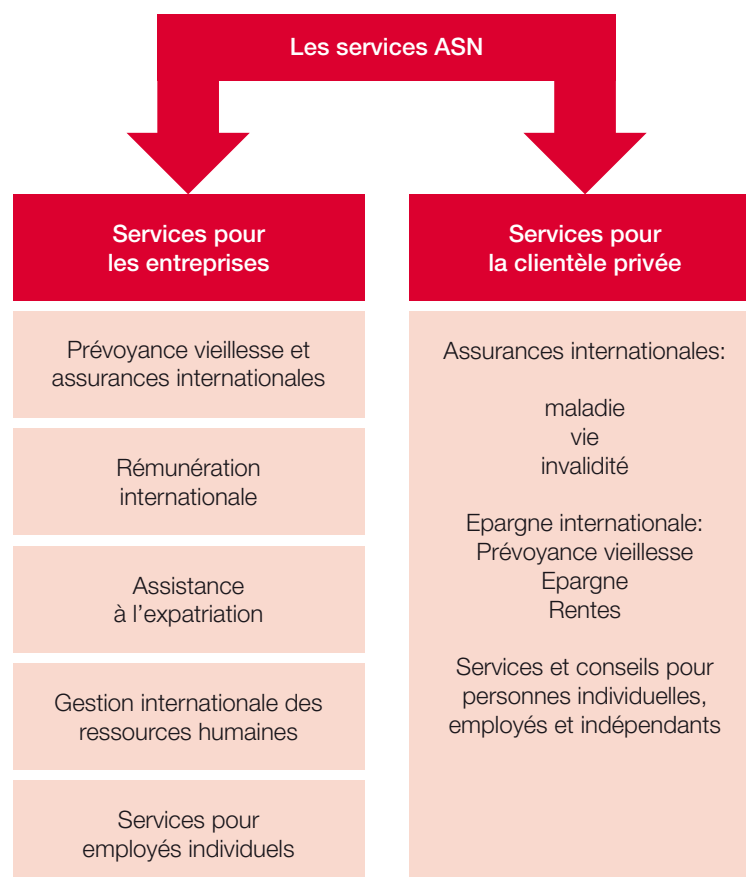 Les services ASN
Services pour
les entreprises
Prévoyance vieillesse et
assurances internationales
Rémunération
internationale
Assistance
à l’expatriation
Gestion internationale des
ressources humaines
Services pour
employés individuels
Services pour
la clientèle privée
Assurances internationales:
maladie
vie
invalidité
Epargne internationale:
Prévoyance vieillesse
Epargne
Rentes
Services et conseils pour
personnes individuelles,
employés et indépendants